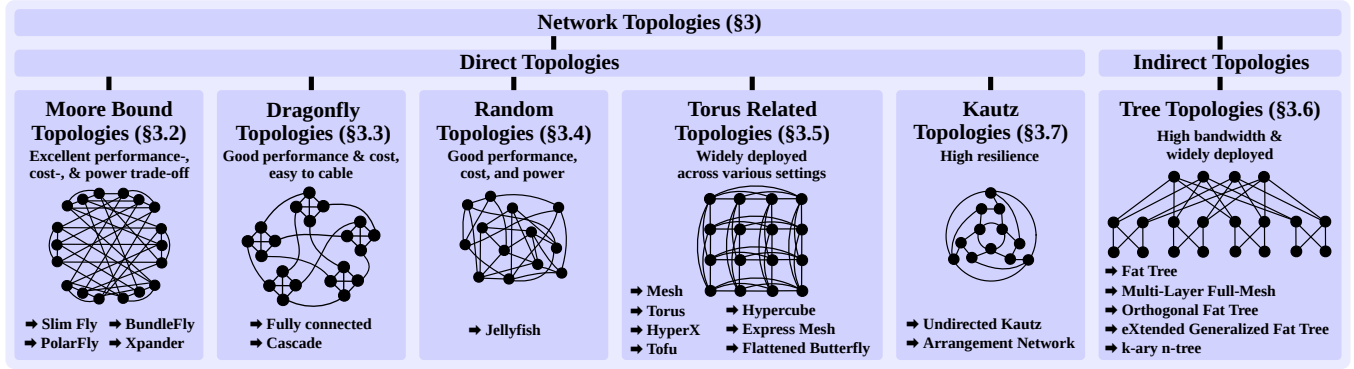 Network Topologies (§3)
Direct Topologies
Indirect Topologies
Moore Bound
Topologies (§3.2)
Excellent performance-,
cost-, & power trade-off
➡ Slim Fly ➡ BundleFly
➡ PolarFly ➡ Xpander
Dragonfly
Topologies (§3.3)
Good performance & cost,
easy to cable
➡ Fully connected
➡ Cascade
Random
Topologies (§3.4)
Good performance,
cost, and power
➡ Jellyfish
Torus Related
Topologies (§3.5)
Widely deployed
across various settings
➡ Mesh
➡ Torus
➡ HyperX
➡ Tofu
➡ Hypercube
➡ Express Mesh
➡ Flattened Butterfly
Kautz
Topologies (§3.7)
High resilience
➡ Undirected Kautz
➡ Arrangement Network
Tree Topologies (§3.6)
High bandwidth &
widely deployed
➡ Fat Tree
➡ Multi-Layer Full-Mesh
➡ Orthogonal Fat Tree
➡ eXtended Generalized Fat Tree
➡ k-ary n-tree